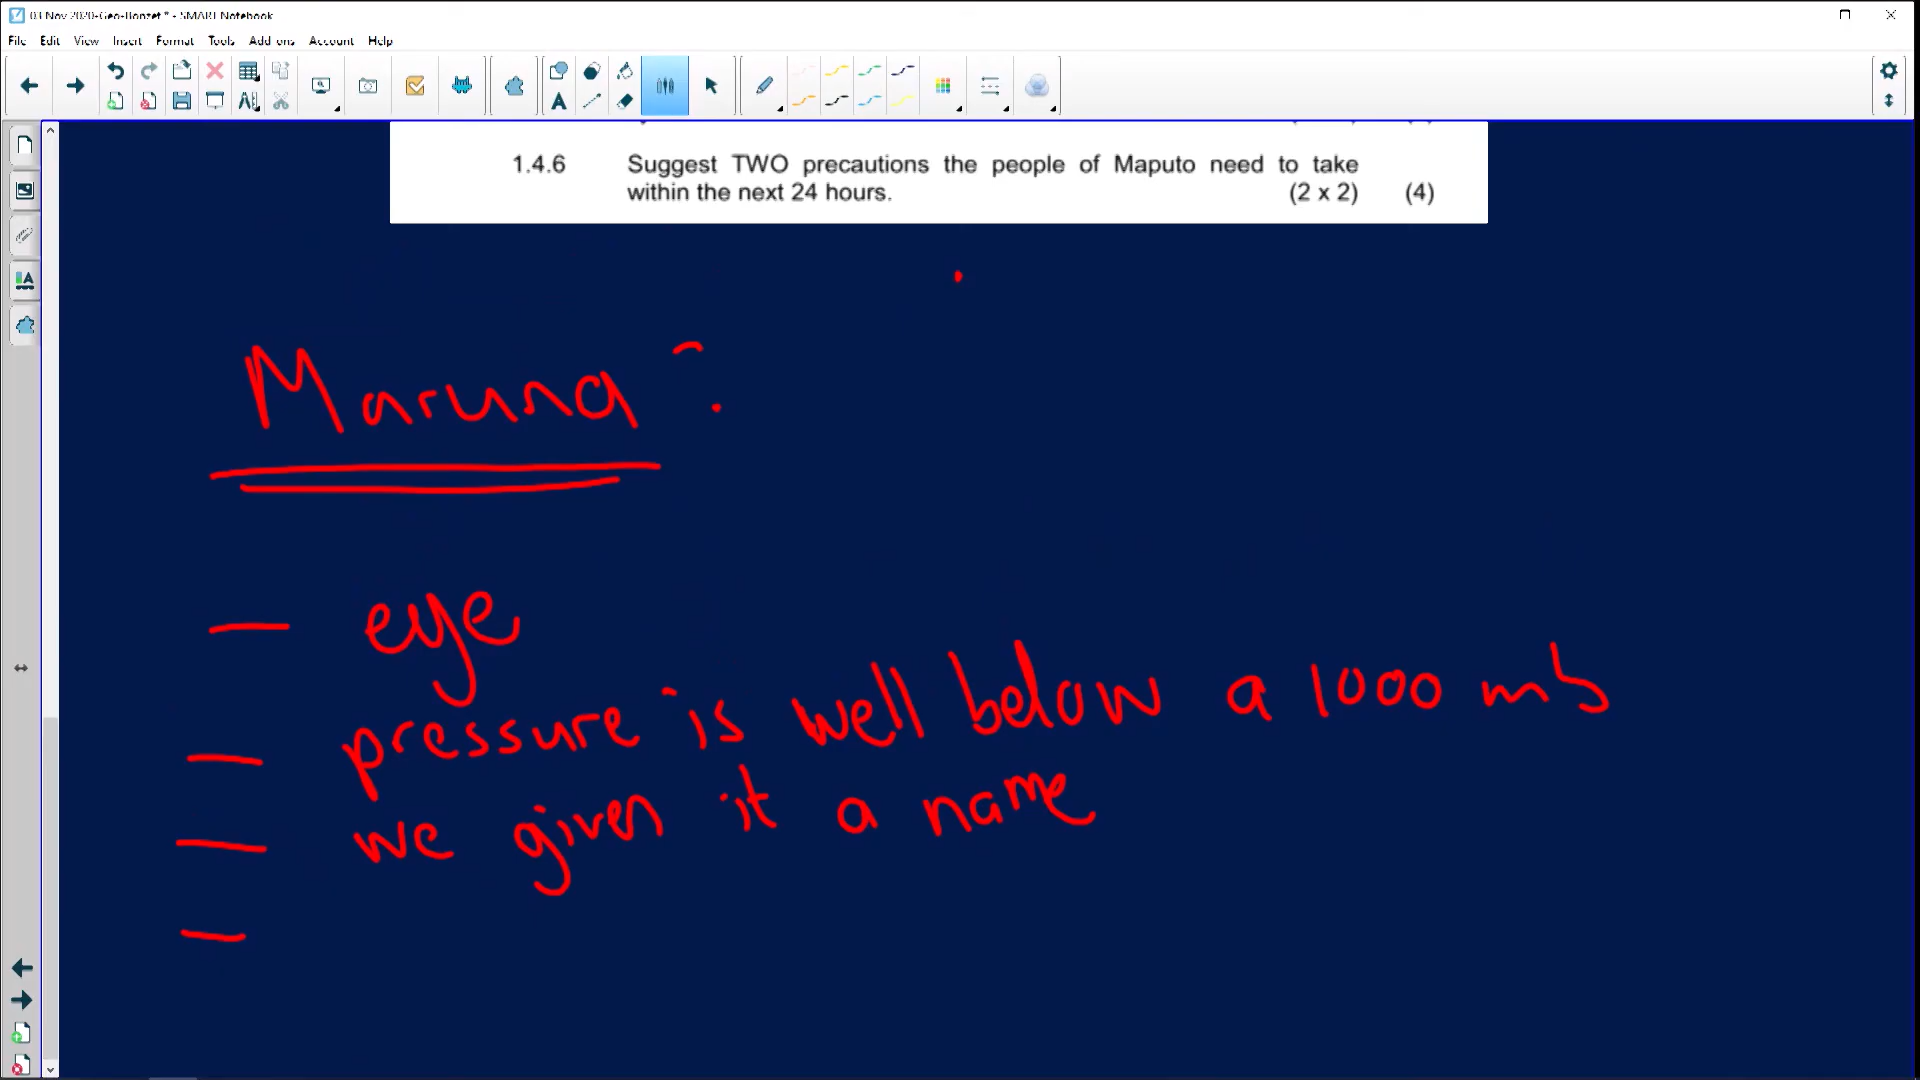 03 Nov 2020-Geo-Bonzet * - SMART Notebook
File Edit View Insert Format Tools Add-ons Account Help
1.4.6 Suggest TWO precautions the people of Maputo need to take
within the next 24 hours. (2 x 2) (4)
Maruna ?
— eye
— pressure is well below a 1000 mb
— we given it a name
—